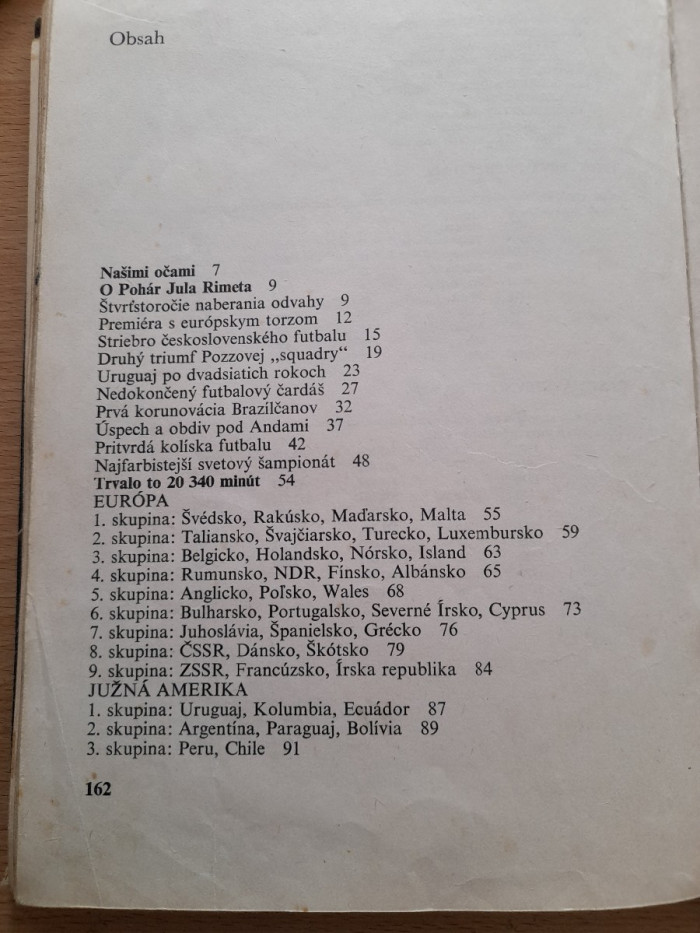 Obsah
Našimi očami 7
O Pohár Jula Rimeta 9
Štvrťstoročie naberania odvahy 9
Premiéra s európskym torzom 12
Striebro československého futbalu 15
Druhý triumf Pozzovej „squadry“ 19
Uruguaj po dvadsiatich rokoch 23
Nedokončený futbalový čardáš 27
Prvá korunovácia Brazílčanov 32
Úspech a obdiv pod Andami 37
Pritvrdá kolíska futbalu 42
Najfarbistejší svetový šampionát 48
Trvalo to 20 340 minút 54
EURÓPA
1. skupina: Švédsko, Rakúsko, Maďarsko, Malta 55
2. skupina: Taliansko, Švajčiarsko, Turecko, Luxembursko 59
3. skupina: Belgicko, Holandsko, Nórsko, Island 63
4. skupina: Rumunsko, NDR, Fínsko, Albánsko 65
5. skupina: Anglicko, Poľsko, Wales 68
6. skupina: Bulharsko, Portugalsko, Severné Írsko, Cyprus 73
7. skupina: Juhoslávia, Španielsko, Grécko 76
8. skupina: ČSSR, Dánsko, Škótsko 79
9. skupina: ZSSR, Francúzsko, Írska republika 84
JUŽNÁ AMERIKA
1. skupina: Uruguaj, Kolumbia, Ecuádor 87
2. skupina: Argentína, Paraguaj, Bolívia 89
3. skupina: Peru, Chile 91
162